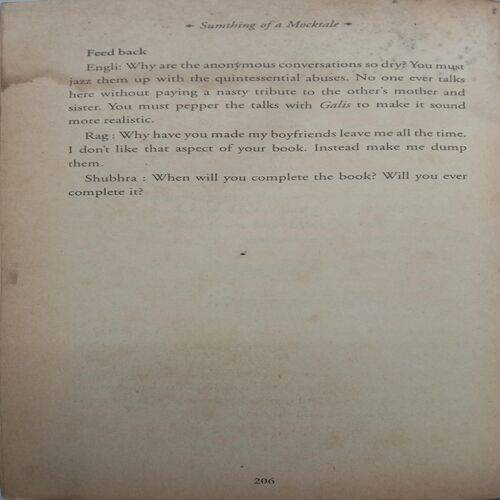 Sumthing of a Mocktale
Feed back
Engli: Why are the anonymous conversations so dry? You must
jazz them up with the quintessential abuses. No one ever talks
here without paying a nasty tribute to the other's mother and
sister. You must pepper the talks with Galis to make it sound
more realistic.
Rag : Why have you made my boyfriends leave me all the time.
I don't like that aspect of your book. Instead make me dump
them.
Shubhra : When will you complete the book? Will you ever
complete it?
206